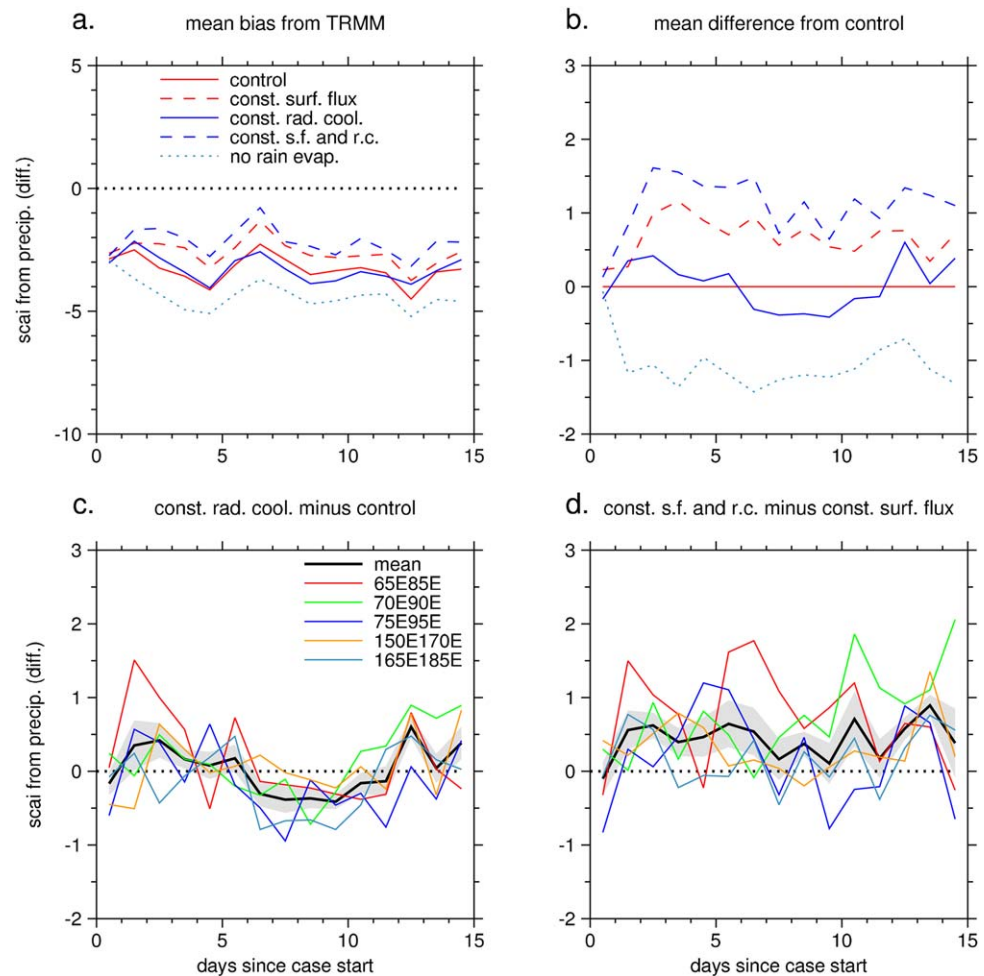 a. mean bias from TRMM
b. mean difference from control
5
0
-5
-10
scai from precip. (diff.)
control
const. surf. flux
const. rad. cool.
const. s.f. and r.c.
no rain evap.
0 5 10 15
3
2
1
0
-1
-2
0 5 10 15
c. const. rad. cool. minus control
d. const. s.f. and r.c. minus const. surf. flux
3
2
1
0
-1
-2
scai from precip. (diff.)
mean
65E85E
70E90E
75E95E
150E170E
165E185E
0 5 10 15
days since case start
3
2
1
0
-1
-2
0 5 10 15
days since case start